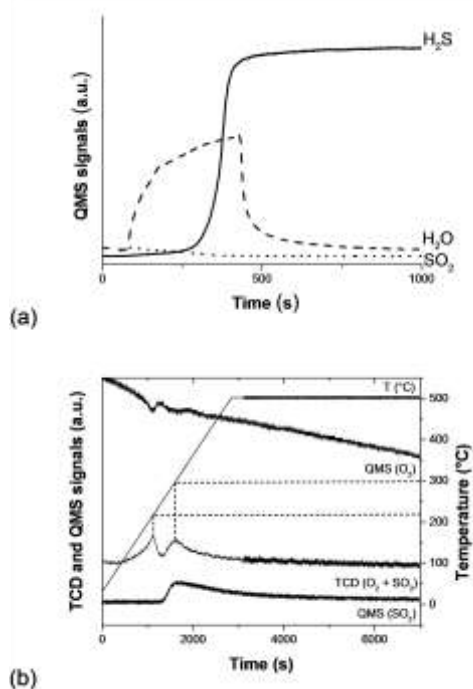 QMS signals (a.u.)
H₂S
H₂O
SO₂
0
500
1000
Time (s)
(a)
TCD and QMS signals (a.u.)
T (°C)
QMS (O₂)
TCD (O₂ + SO₂)
QMS (SO₂)
500
400
300
200
100
0
Temperature (°C)
0
2000
4000
6000
Time (s)
(b)